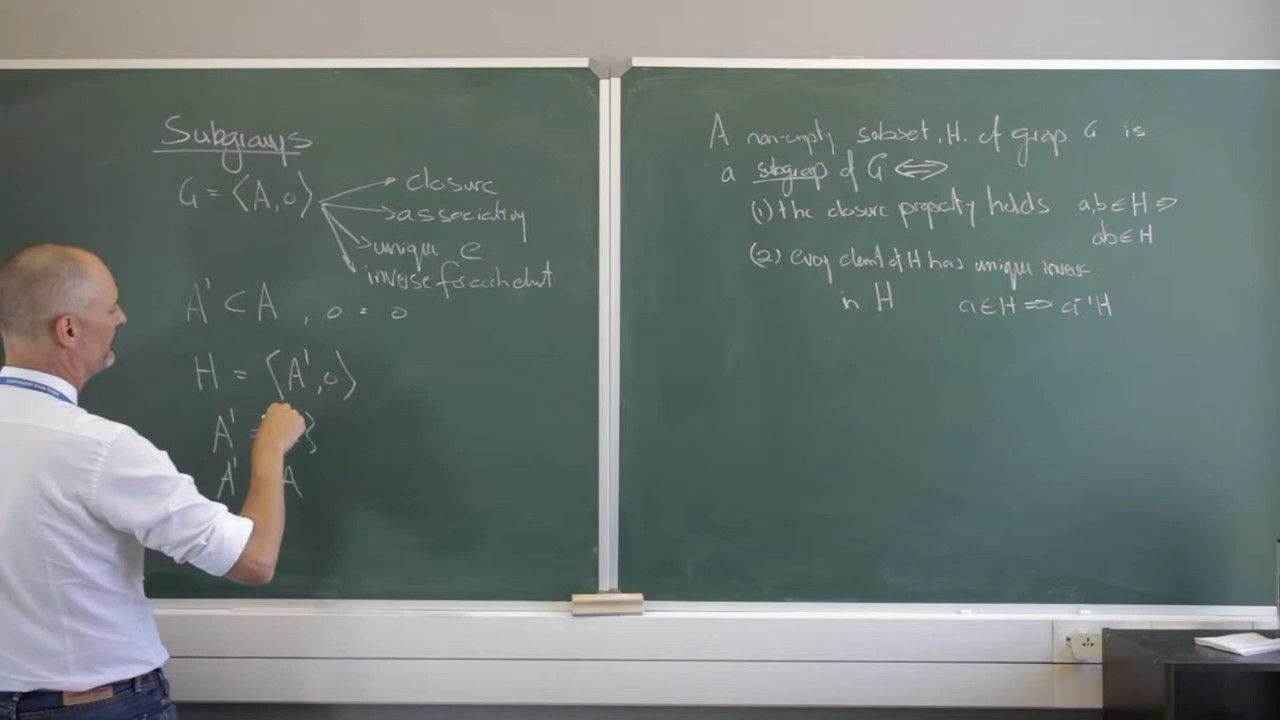 Subgroups
G = ⟨A, o⟩
closure
associativity
unique e
inverse for each element
A' ⊂ A , o = o
H = ⟨A', o⟩
A' = }
A' A
A non-empty subset, H, of group G is
a subgroup of G ⇔
(1) the closure property holds a,b ∈ H ⇒
ab ∈ H
(2) every element of H has unique inverse
in H a ∈ H ⇒ a⁻¹ H